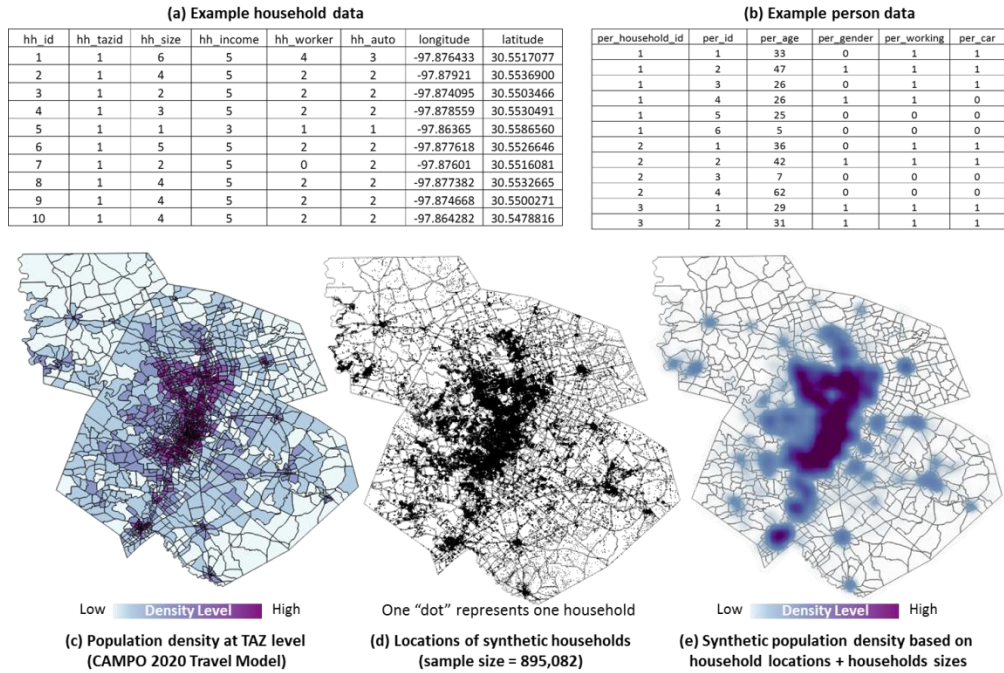 (a) Example household data
hh_id hh_tazid hh_size hh_income hh_worker hh_auto longitude latitude
1 1 6 5 4 3 -97.876433 30.5517077
2 1 4 5 2 2 -97.87921 30.5536900
3 1 2 5 2 2 -97.874095 30.5503466
4 1 3 5 2 2 -97.878559 30.5530491
5 1 1 3 1 1 -97.86365 30.5586560
6 1 5 5 2 2 -97.877618 30.5526646
7 1 2 5 0 2 -97.87601 30.5516081
8 1 4 5 2 2 -97.877382 30.5532665
9 1 4 5 2 2 -97.874668 30.5500271
10 1 4 5 2 2 -97.864282 30.5478816
(b) Example person data
per_household_id per_id per_age per_gender per_working per_car
1 1 33 0 1 1
1 2 47 1 1 1
1 3 26 0 1 1
1 4 26 1 1 0
1 5 25 0 0 0
1 6 5 0 0 0
2 1 36 0 1 1
2 2 42 1 1 1
2 3 7 0 0 0
2 4 62 0 0 0
3 1 29 1 1 1
3 2 31 1 1 1
Low Density Level High
(c) Population density at TAZ level
(CAMPO 2020 Travel Model)
One “dot” represents one household
(d) Locations of synthetic households
(sample size = 895,082)
Low Density Level High
(e) Synthetic population density based on
household locations + households sizes